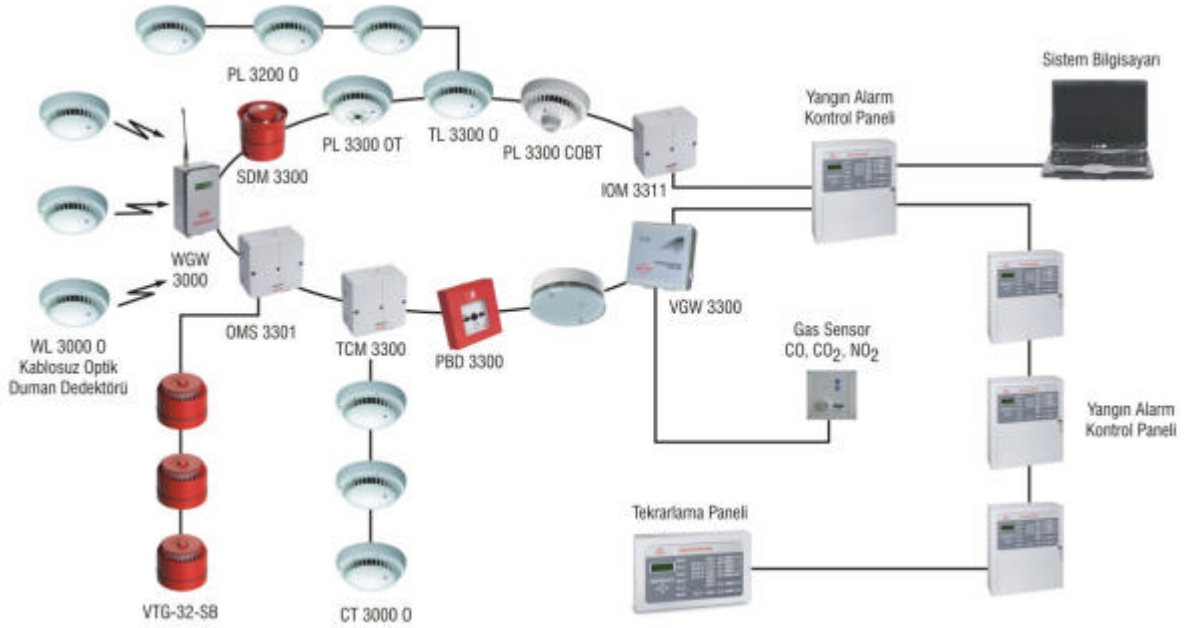 PL 3200 O
Sistem Bilgisayarı
Yangın Alarm
Kontrol Paneli
SDM 3300
PL 3300 OT
TL 3300 O
PL 3300 COBT
IOM 3311
WGW
3000
OMS 3301
TCM 3300
PBD 3300
VGW 3300
Gas Sensor
CO, CO₂, NO₂
WL 3000 O
Kablosuz Optik
Duman Dedektörü
Yangın Alarm
Kontrol Paneli
Tekrarlama Paneli
VTG-32-SB
CT 3000 O